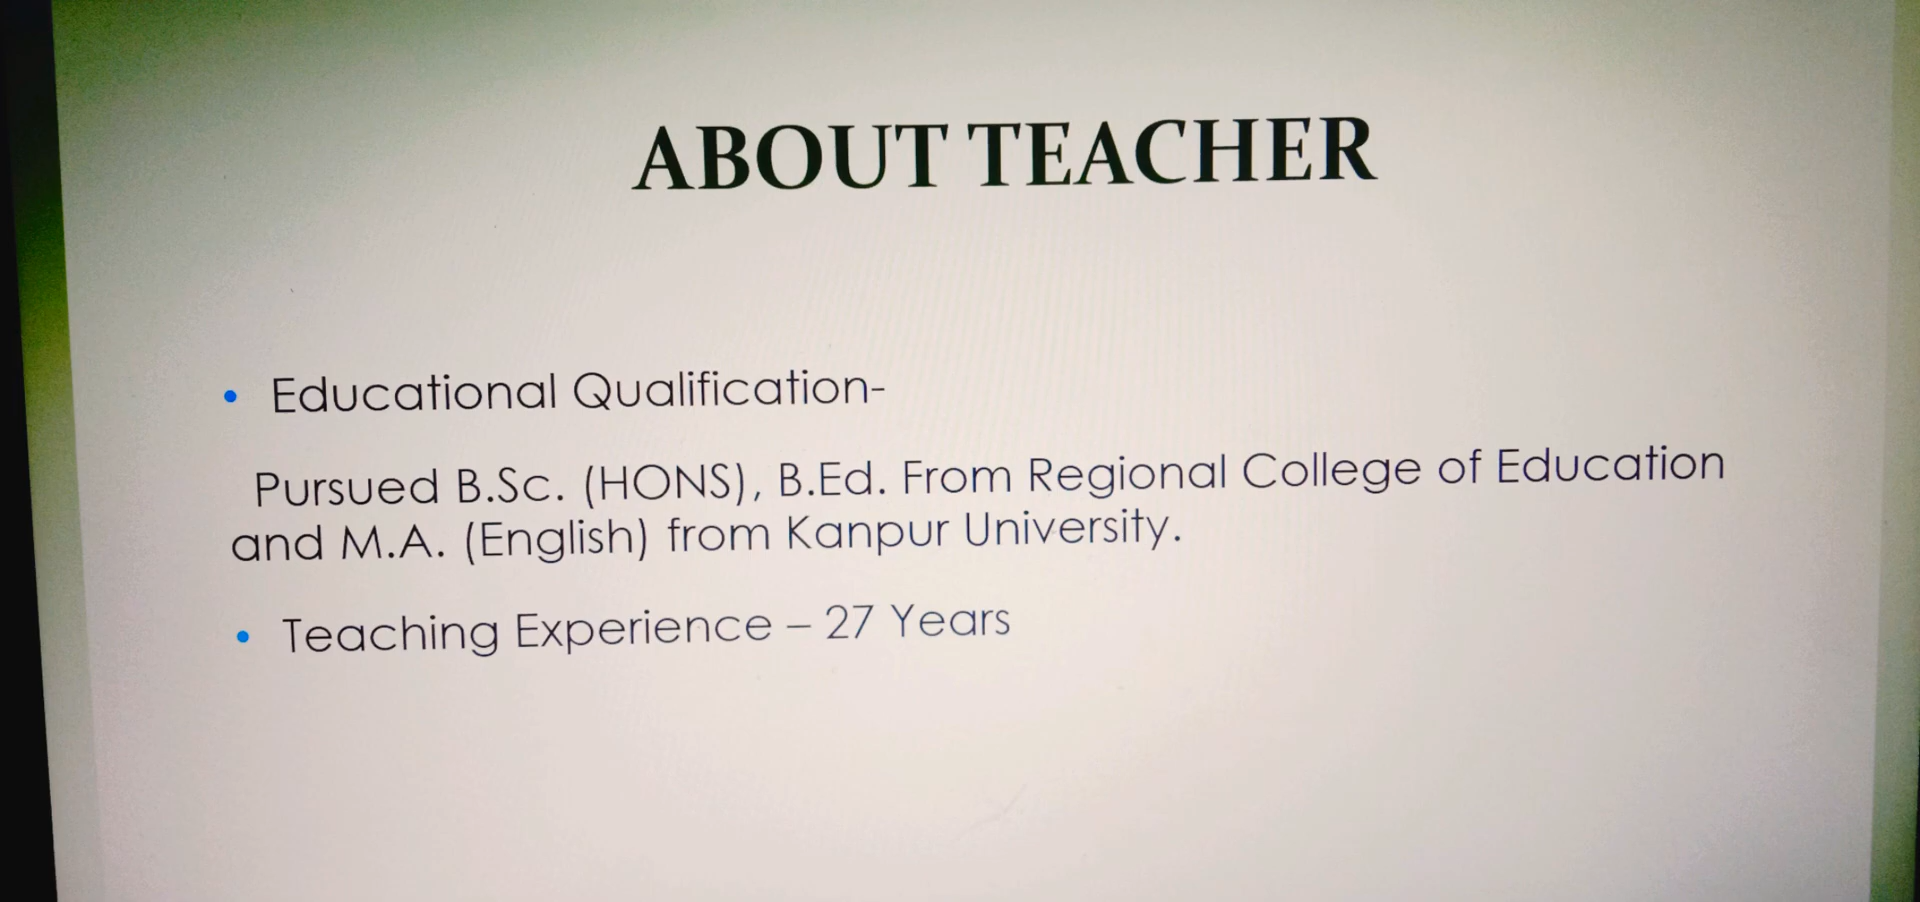 ABOUT TEACHER
• Educational Qualification-
Pursued B.Sc. (HONS), B.Ed. From Regional College of Education
and M.A. (English) from Kanpur University.
• Teaching Experience – 27 Years